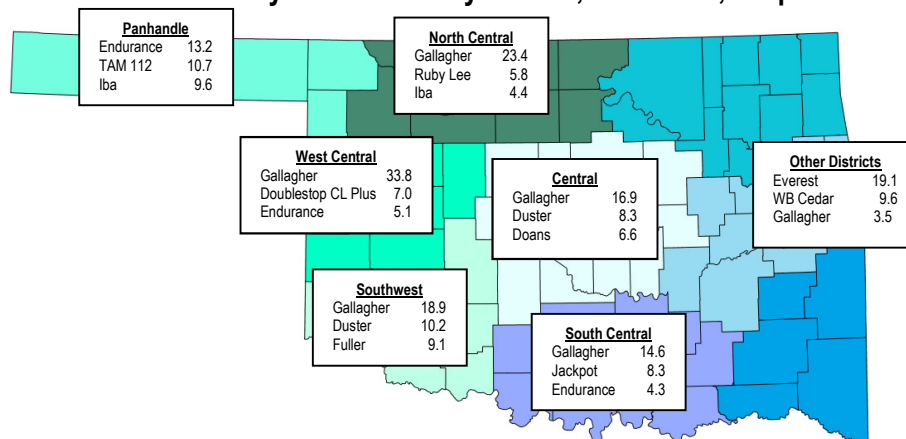 Panhandle
Endurance 13.2
TAM 112 10.7
Iba 9.6
North Central
Gallagher 23.4
Ruby Lee 5.8
Iba 4.4
West Central
Gallagher 33.8
Doublestop CL Plus 7.0
Endurance 5.1
Central
Gallagher 16.9
Duster 8.3
Doans 6.6
Other Districts
Everest 19.1
WB Cedar 9.6
Gallagher 3.5
Southwest
Gallagher 18.9
Duster 10.2
Fuller 9.1
South Central
Gallagher 14.6
Jackpot 8.3
Endurance 4.3